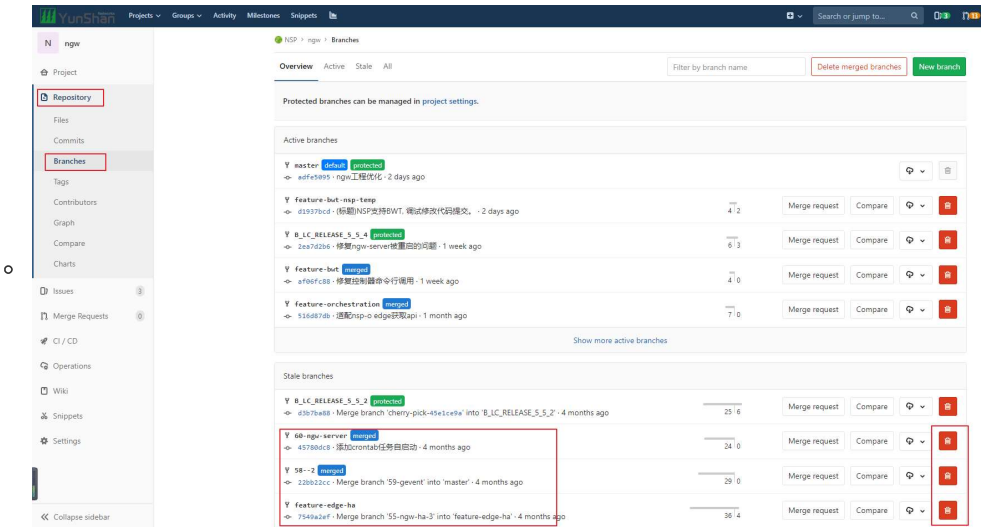 YunShan Projects Groups Activity Milestones Snippets Search or jump to...
N ngw
NSP > ngw > Branches
Overview Active Stale All Filter by branch name Delete merged branches New branch
Project
Repository
Files
Commits
Branches
Tags
Contributors
Graph
Compare
Charts
Issues 3
Merge Requests 0
CI / CD
Operations
Wiki
Snippets
Settings
Collapse sidebar
Protected branches can be managed in project settings.
Active branches
master default protected
adfe5095 · ngw工程优化 · 2 days ago
feature-bwt-nsp-temp
d1937bcd · (标题)NSP支持BWT, 调试修改代码提交。 · 2 days ago
4 2 Merge request Compare
B_LC_RELEASE_5_5_4 protected
2ea7d2b6 · 修复ngw-server被重启的问题 · 1 week ago
6 3 Merge request Compare
feature-bwt merged
af06fc88 · 修复控制器命令行调用 · 1 week ago
4 0 Merge request Compare
feature-orchestration merged
516d87db · 适配nsp-o edge获取api · 1 month ago
7 0 Merge request Compare
Show more active branches
Stale branches
B_LC_RELEASE_5_5_2 protected
d3b7ba88 · Merge branch 'cherry-pick-45e1ce9a' into 'B_LC_RELEASE_5_5_2' · 4 months ago
25 6 Merge request Compare
60-ngw-server merged
45780dc8 · 添加crontab任务自启动 · 4 months ago
24 0 Merge request Compare
58--2 merged
22bb22cc · Merge branch '59-gevent' into 'master' · 4 months ago
29 0 Merge request Compare
feature-edge-ha
7549a2ef · Merge branch '55-ngw-ha-3' into 'feature-edge-ha' · 4 months ago
36 4 Merge request Compare